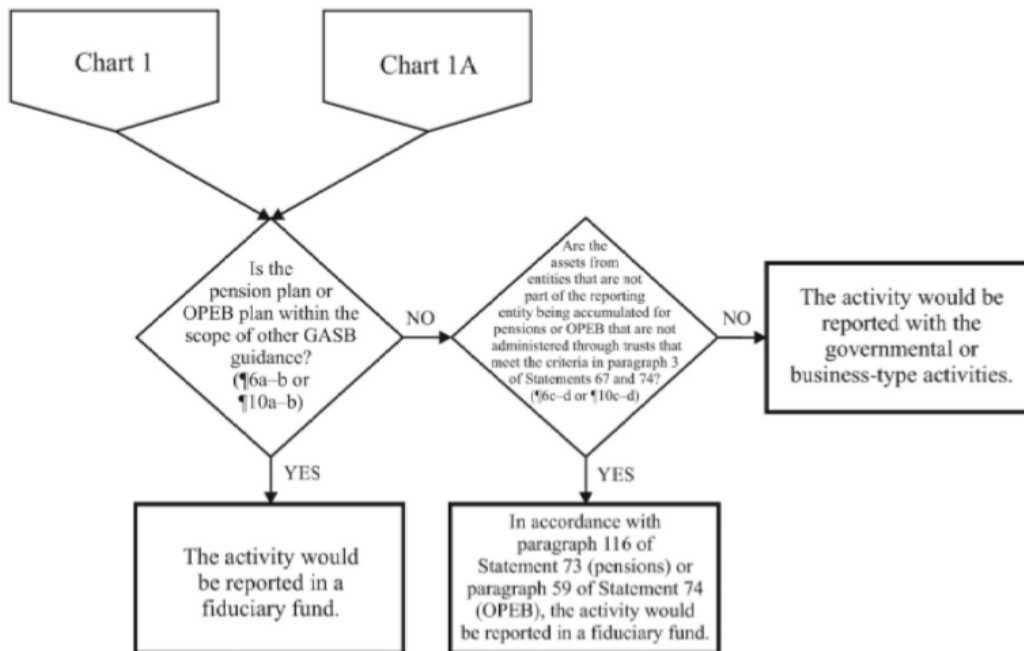 Chart 1
Chart 1A
Is the
pension plan or
OPEB plan within the
scope of other GASB
guidance?
(¶6a–b or
¶10a–b)
NO
Are the
assets from
entities that are not
part of the reporting
entity being accumulated for
pensions or OPEB that are not
administered through trusts that
meet the criteria in paragraph 3
of Statements 67 and 74?
(¶6c–d or ¶10c–d)
NO
The activity would be
reported with the
governmental or
business-type activities.
YES
YES
The activity would
be reported in a
fiduciary fund.
In accordance with
paragraph 116 of
Statement 73 (pensions) or
paragraph 59 of Statement 74
(OPEB), the activity would
be reported in a fiduciary fund.